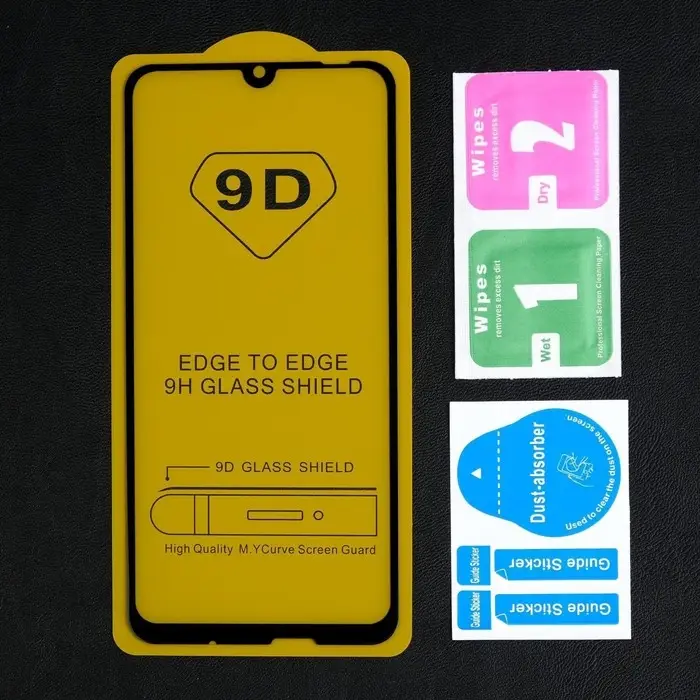 9D
EDGE TO EDGE
9H GLASS SHIELD
9D GLASS SHIELD
High Quality M.YCurve Screen Guard
Wipes
removes excess dirt
2
Dry
Professional Screen Cleaning Paper
Wipes
removes excess dirt
1
Wet
Professional Screen Cleaning Paper
Dust-absorber
Used to clear the dust on the screen
Guide Sticker
Guide Sticker
Guide Sticker
Guide Sticker